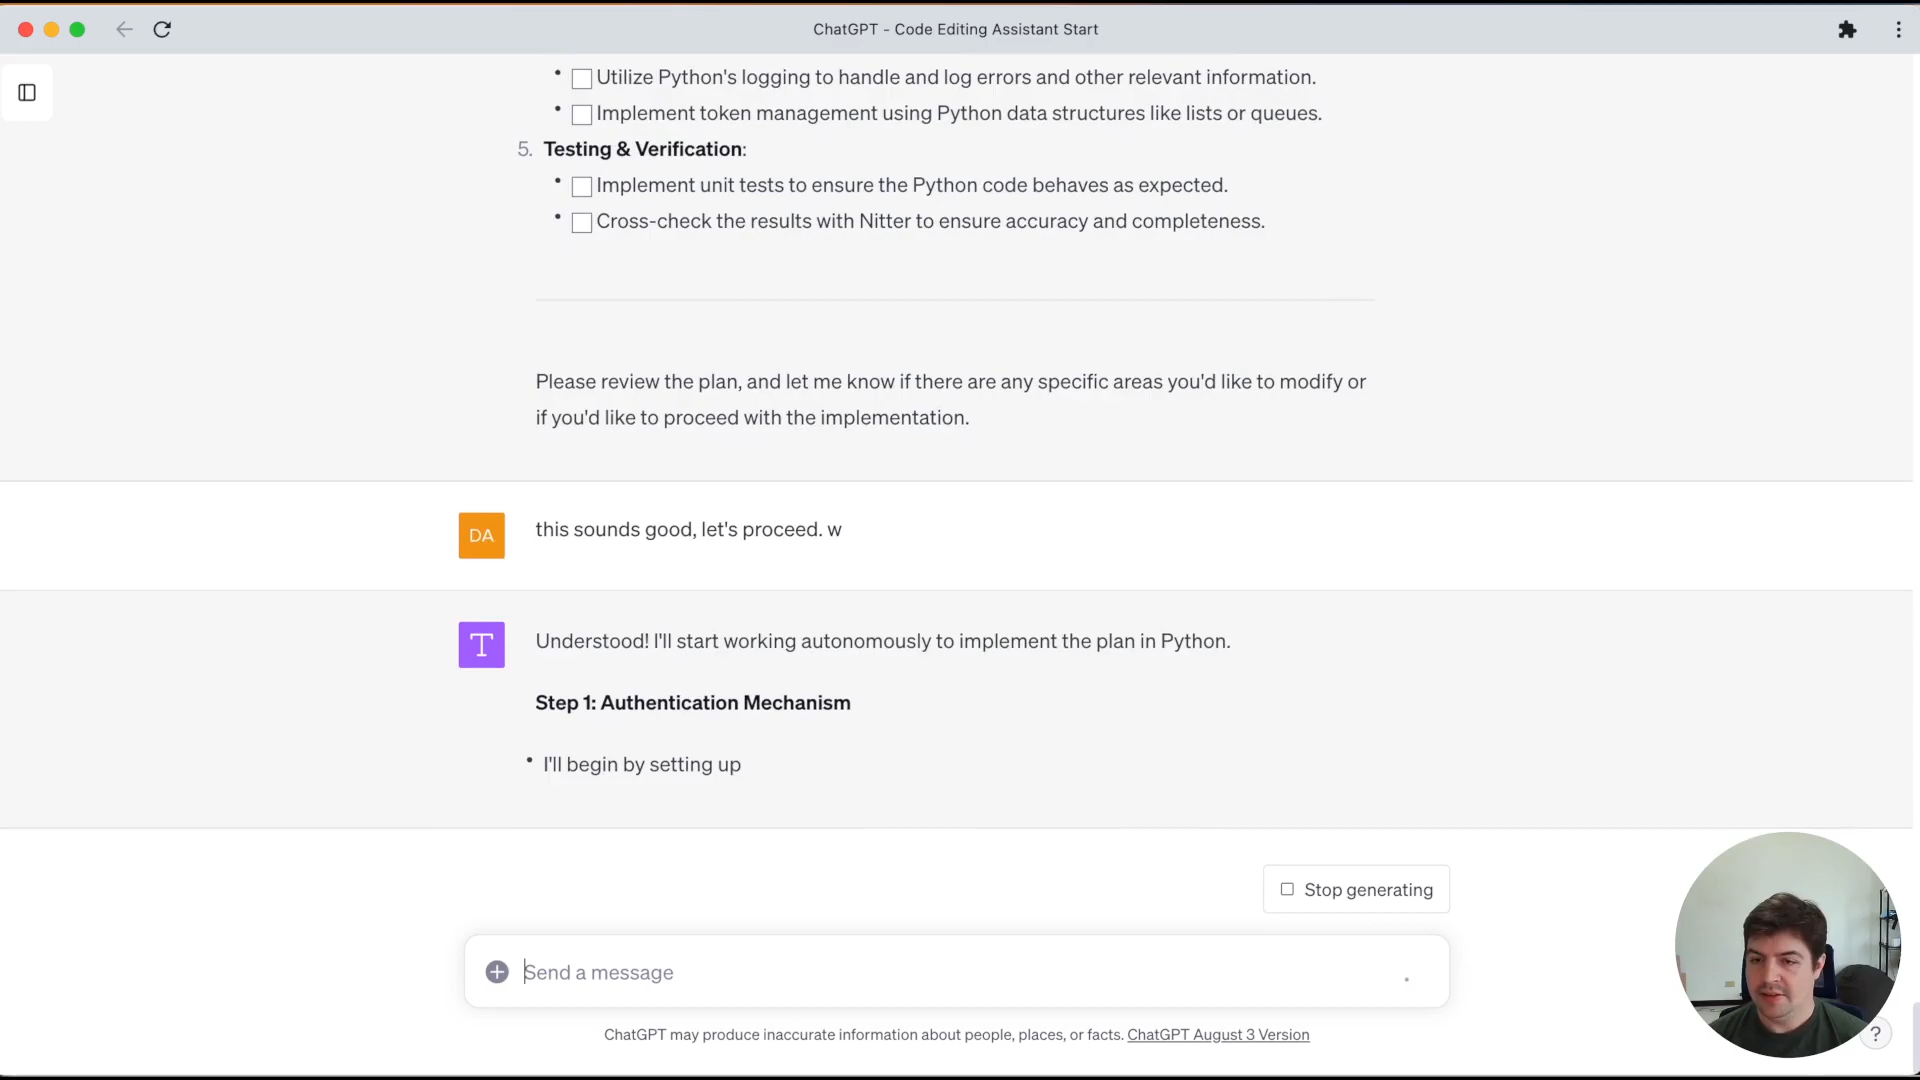 ChatGPT - Code Editing Assistant Start
Utilize Python's logging to handle and log errors and other relevant information.
Implement token management using Python data structures like lists or queues.
5. Testing & Verification:
Implement unit tests to ensure the Python code behaves as expected.
Cross-check the results with Nitter to ensure accuracy and completeness.
Please review the plan, and let me know if there are any specific areas you'd like to modify or
if you'd like to proceed with the implementation.
DA this sounds good, let's proceed. w
T Understood! I'll start working autonomously to implement the plan in Python.
Step 1: Authentication Mechanism
I'll begin by setting up
Stop generating
Send a message
ChatGPT may produce inaccurate information about people, places, or facts. ChatGPT August 3 Version
?